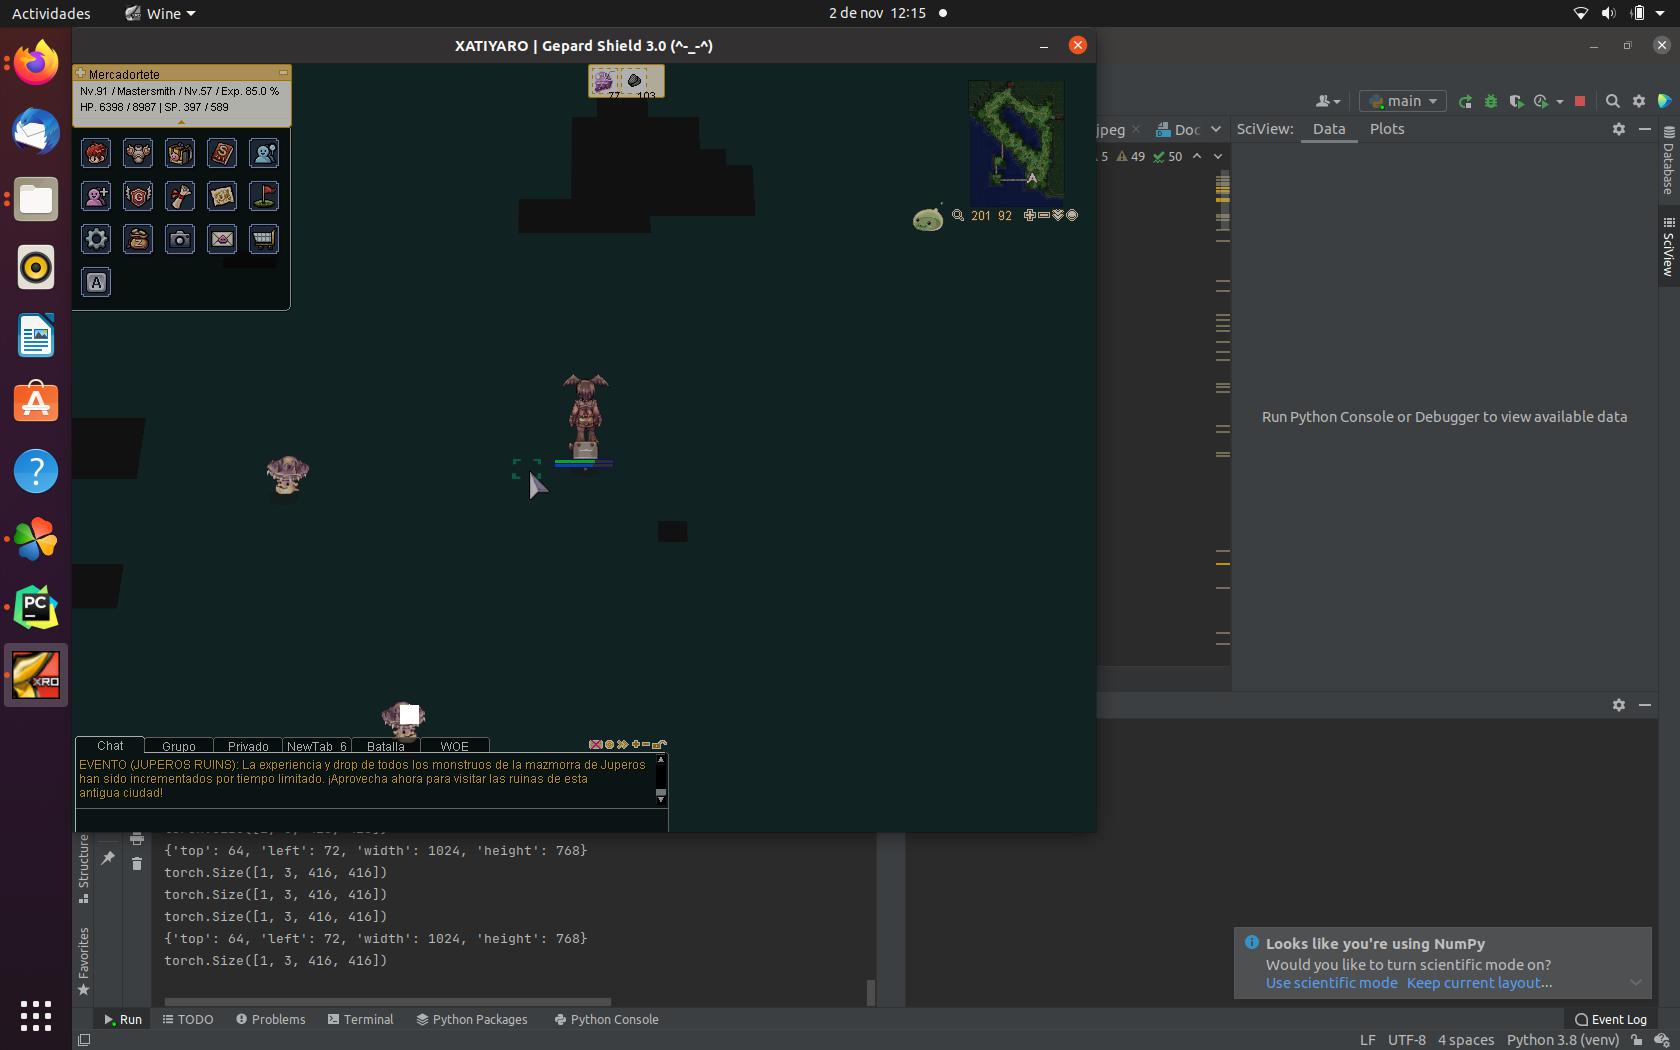 Actividades
Wine
2 de nov 12:15
XATIYARO | Gepard Shield 3.0 (^-_-^)
Mercadortete
Nv.91 / Mastersmith / Nv.57 / Exp. 85.0 %
HP. 6398 / 8987 | SP. 397 / 589
77 103
201 92
A
main
jpeg
Doc
SciView:
Data
Plots
5
49
50
Run Python Console or Debugger to view available data
Database
SciView
Chat
Grupo
Privado
NewTab 6
Batalla
WOE
EVENTO (JUPEROS RUINS): La experiencia y drop de todos los monstruos de la mazmorra de Juperos
han sido incrementados por tiempo limitado. ¡Aprovecha ahora para visitar las ruinas de esta
antigua ciudad!
PC
XRO
Structure
Favorites
{'top': 64, 'left': 72, 'width': 1024, 'height': 768}
torch.Size([1, 3, 416, 416])
torch.Size([1, 3, 416, 416])
torch.Size([1, 3, 416, 416])
{'top': 64, 'left': 72, 'width': 1024, 'height': 768}
torch.Size([1, 3, 416, 416])
Looks like you're using NumPy
Would you like to turn scientific mode on?
Use scientific mode Keep current layout...
Run
TODO
Problems
Terminal
Python Packages
Python Console
Event Log
LF UTF-8 4 spaces Python 3.8 (venv)